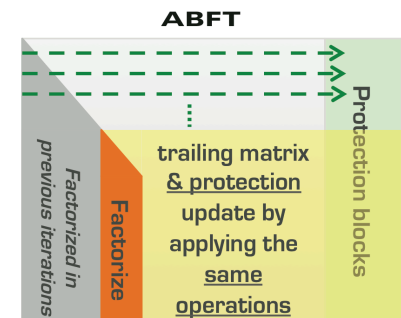 ABFT
Factorized in
previous iterations
Factorize
trailing matrix
& protection
update by
applying the
same
operations
Protection blocks